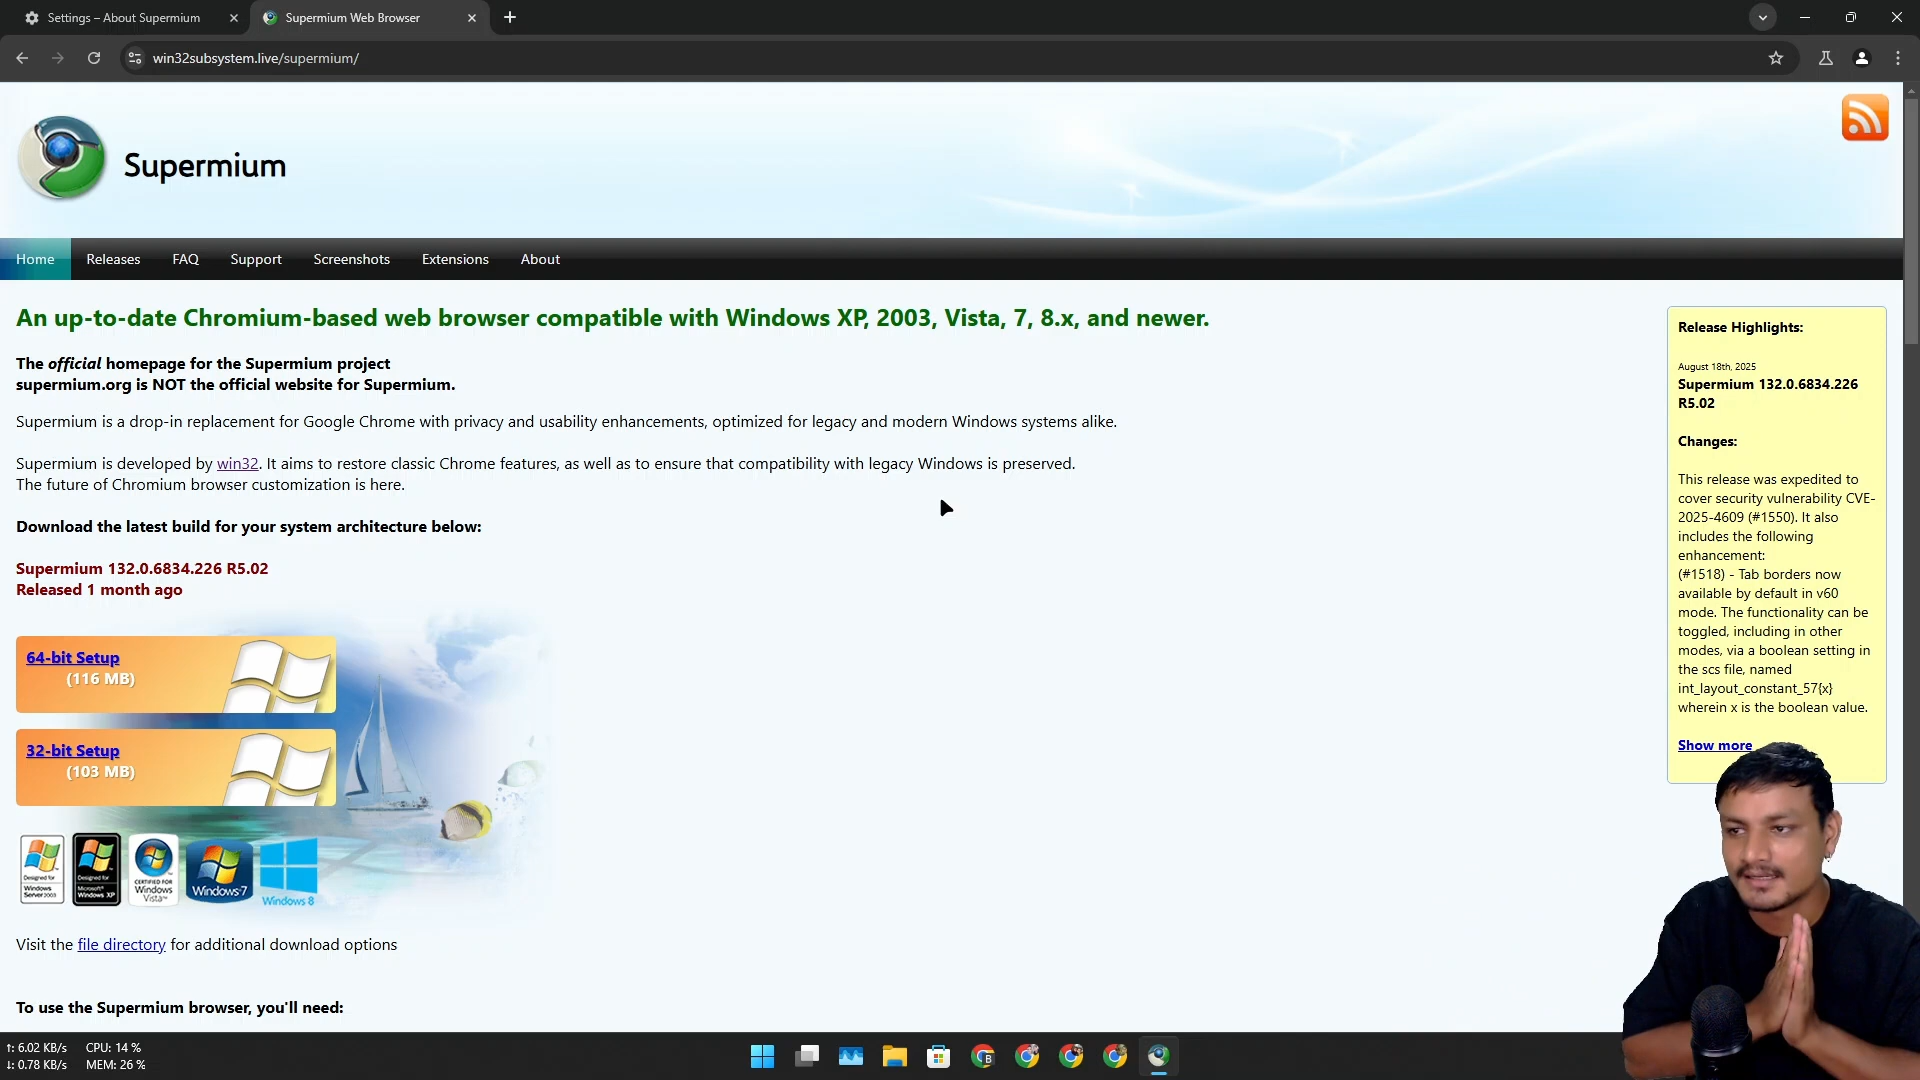 Settings – About Supermium
Supermium Web Browser
win32subsystem.live/supermium/
Supermium
Home
Releases
FAQ
Support
Screenshots
Extensions
About
An up-to-date Chromium-based web browser compatible with Windows XP, 2003, Vista, 7, 8.x, and newer.
The official homepage for the Supermium project
supermium.org is NOT the official website for Supermium.
Supermium is a drop-in replacement for Google Chrome with privacy and usability enhancements, optimized for legacy and modern Windows systems alike.
Supermium is developed by win32. It aims to restore classic Chrome features, as well as to ensure that compatibility with legacy Windows is preserved.
The future of Chromium browser customization is here.
Download the latest build for your system architecture below:
Supermium 132.0.6834.226 R5.02
Released 1 month ago
64-bit Setup
(116 MB)
32-bit Setup
(103 MB)
Designed for
Windows
Server 2003
Designed for
Microsoft
Windows XP
CERTIFIED FOR
Windows
Vista
Windows 7
Windows 8
Visit the file directory for additional download options
To use the Supermium browser, you'll need:
Release Highlights:
August 18th, 2025
Supermium 132.0.6834.226
R5.02
Changes:
This release was expedited to
cover security vulnerability CVE-
2025-4609 (#1550). It also
includes the following
enhancement:
(#1518) - Tab borders now
available by default in v60
mode. The functionality can be
toggled, including in other
modes, via a boolean setting in
the scs file, named
int_layout_constant_57{x}
wherein x is the boolean value.
Show more
↑: 6.02 KB/s CPU: 14 %
↓: 0.78 KB/s MEM: 26 %
B